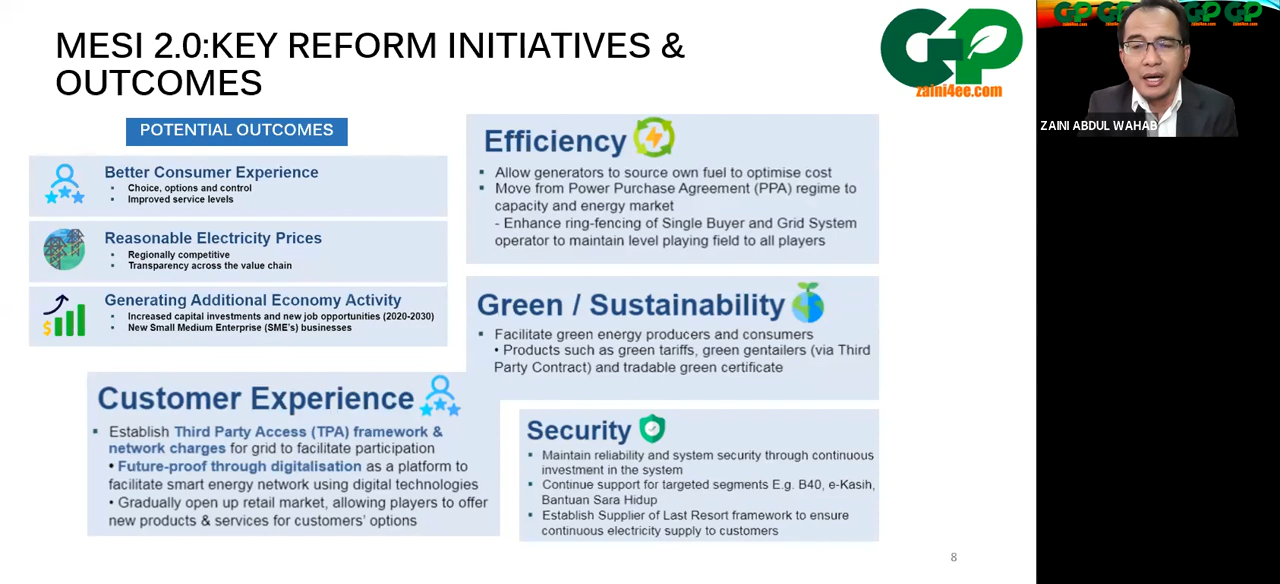 MESI 2.0:KEY REFORM INITIATIVES &
OUTCOMES
GP
zaini4ee.com
POTENTIAL OUTCOMES
Better Consumer Experience
▪ Choice, options and control
▪ Improved service levels
Reasonable Electricity Prices
▪ Regionally competitive
▪ Transparency across the value chain
Generating Additional Economy Activity
▪ Increased capital investments and new job opportunities (2020-2030)
▪ New Small Medium Enterprise (SME's) businesses
Customer Experience
▪ Establish Third Party Access (TPA) framework &
network charges for grid to facilitate participation
• Future-proof through digitalisation as a platform to
facilitate smart energy network using digital technologies
• Gradually open up retail market, allowing players to offer
new products & services for customers' options
Efficiency
▪ Allow generators to source own fuel to optimise cost
▪ Move from Power Purchase Agreement (PPA) regime to
capacity and energy market
- Enhance ring-fencing of Single Buyer and Grid System
operator to maintain level playing field to all players
Green / Sustainability
▪ Facilitate green energy producers and consumers
• Products such as green tariffs, green gentailers (via Third
Party Contract) and tradable green certificate
Security
▪ Maintain reliability and system security through continuous
investment in the system
▪ Continue support for targeted segments E.g. B40, e-Kasih,
Bantuan Sara Hidup
▪ Establish Supplier of Last Resort framework to ensure
continuous electricity supply to customers
8
GP GP GP GP
ZAINI ABDUL WAHAB